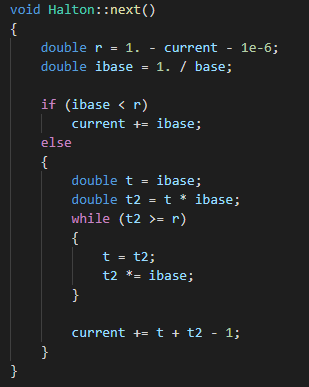 void Halton::next()
{
    double r = 1. - current - 1e-6;
    double ibase = 1. / base;

    if (ibase < r)
        current += ibase;
    else
    {
        double t = ibase;
        double t2 = t * ibase;
        while (t2 >= r)
        {
            t = t2;
            t2 *= ibase;
        }

        current += t + t2 - 1;
    }
}